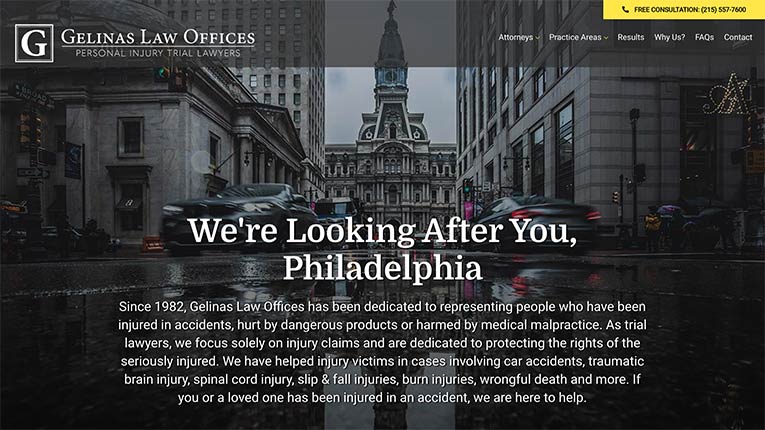 FREE CONSULTATION: (215) 557-7600
G
GELINAS LAW OFFICES
PERSONAL INJURY TRIAL LAWYERS
Attorneys Practice Areas Results Why Us? FAQs Contact
We're Looking After You,
Philadelphia
Since 1982, Gelinas Law Offices has been dedicated to representing people who have been
injured in accidents, hurt by dangerous products or harmed by medical malpractice. As trial
lawyers, we focus solely on injury claims and are dedicated to protecting the rights of the
seriously injured. We have helped injury victims in cases involving car accidents, traumatic
brain injury, spinal cord injury, slip & fall injuries, burn injuries, wrongful death and more. If
you or a loved one has been injured in an accident, we are here to help.